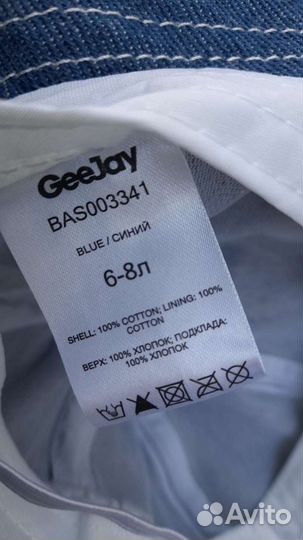 GeeJay
BAS003341
BLUE / СИНИЙ
6-8л
SHELL: 100% COTTON; LINING: 100%
COTTON
ВЕРХ: 100% ХЛОПОК; ПОДКЛАДА:
100% ХЛОПОК
Avito